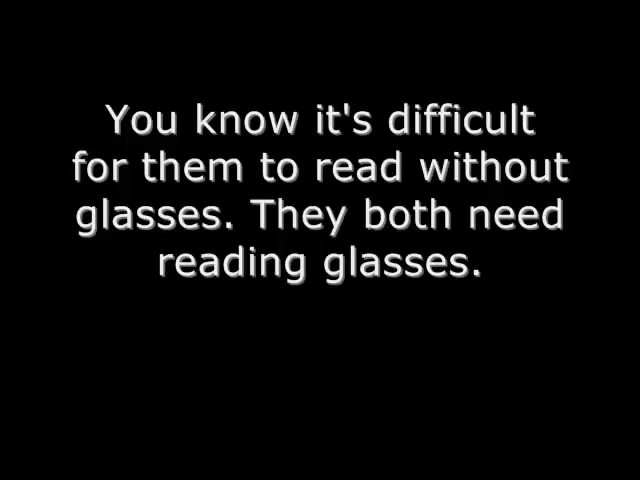 You know it's difficult
for them to read without
glasses. They both need
reading glasses.